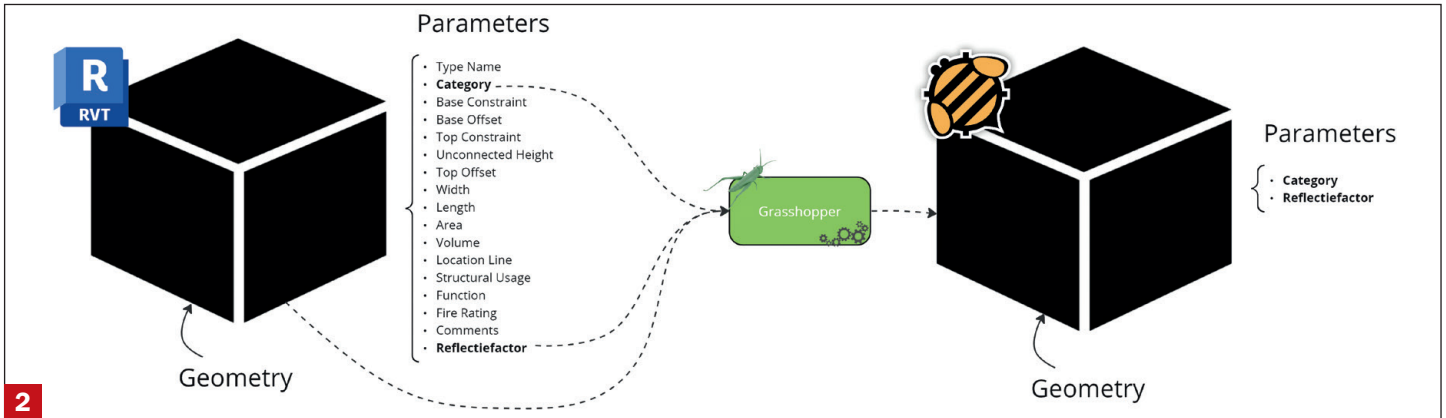 R
RVT
Geometry
Parameters
• Type Name
• Category
• Base Constraint
• Base Offset
• Top Constraint
• Unconnected Height
• Top Offset
• Width
• Length
• Area
• Volume
• Location Line
• Structural Usage
• Function
• Fire Rating
• Comments
• Reflectiefactor
Grasshopper
Geometry
Parameters
• Category
• Reflectiefactor
2